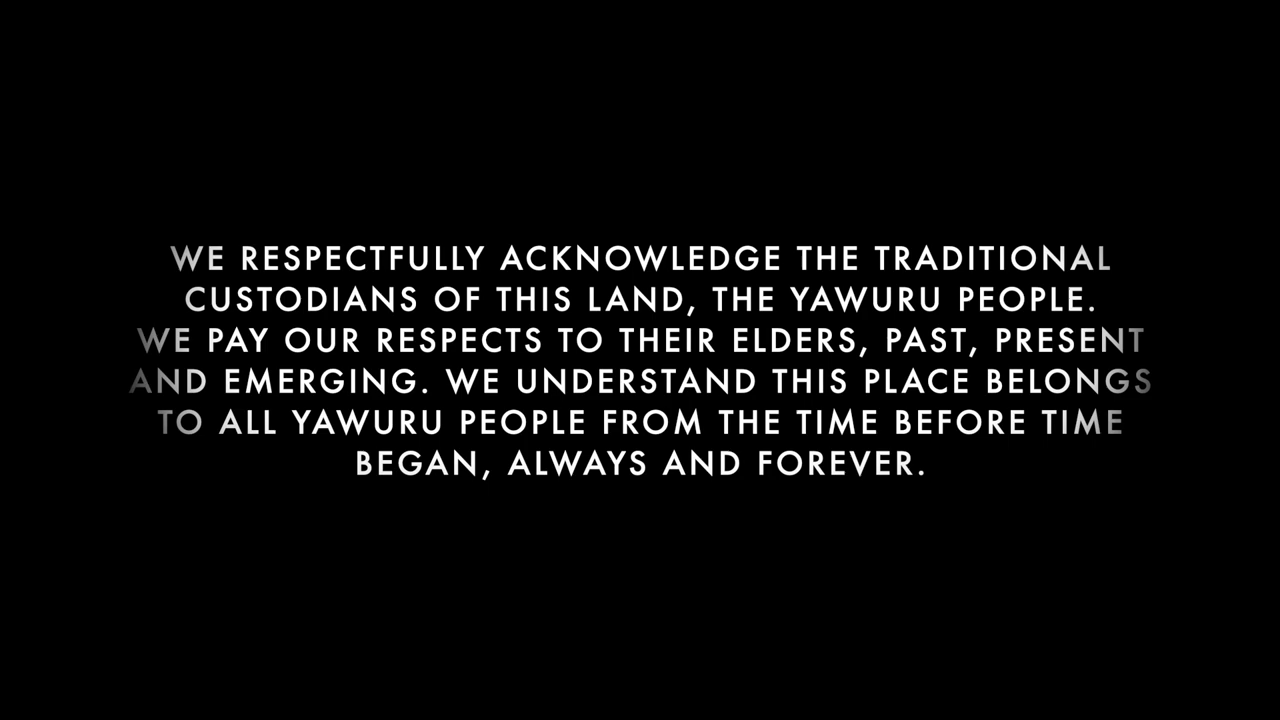 WE RESPECTFULLY ACKNOWLEDGE THE TRADITIONAL
CUSTODIANS OF THIS LAND, THE YAWURU PEOPLE.
WE PAY OUR RESPECTS TO THEIR ELDERS, PAST, PRESENT
AND EMERGING. WE UNDERSTAND THIS PLACE BELONGS
TO ALL YAWURU PEOPLE FROM THE TIME BEFORE TIME
BEGAN, ALWAYS AND FOREVER.